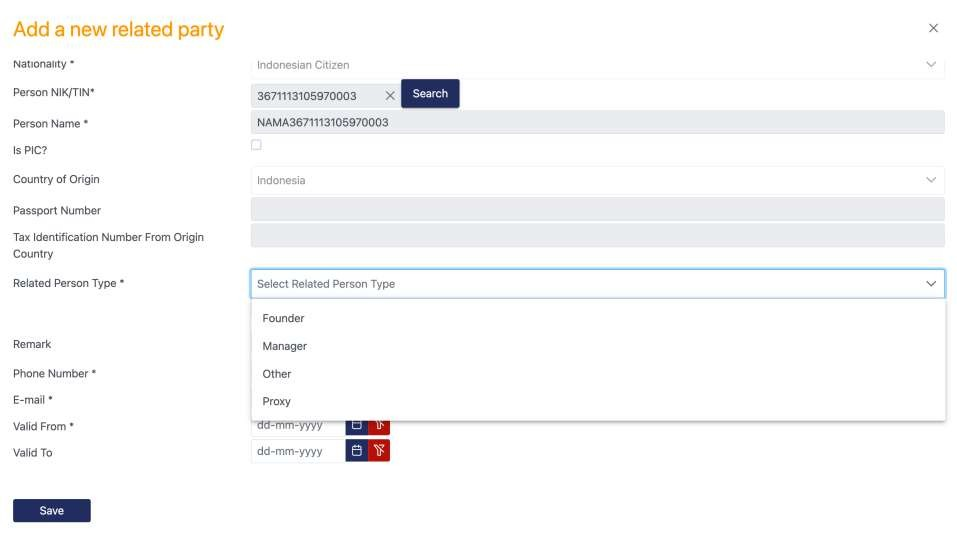 Add a new related party
Nationality *
Indonesian Citizen
Person NIK/TIN*
3671113105970003
Search
Person Name *
NAMA3671113105970003
Is PIC?
Country of Origin
Indonesia
Passport Number
Tax Identification Number From Origin
Country
Related Person Type *
Select Related Person Type
Founder
Manager
Other
Proxy
Remark
Phone Number *
E-mail *
Valid From *
dd-mm-yyyy
Valid To
dd-mm-yyyy
Save